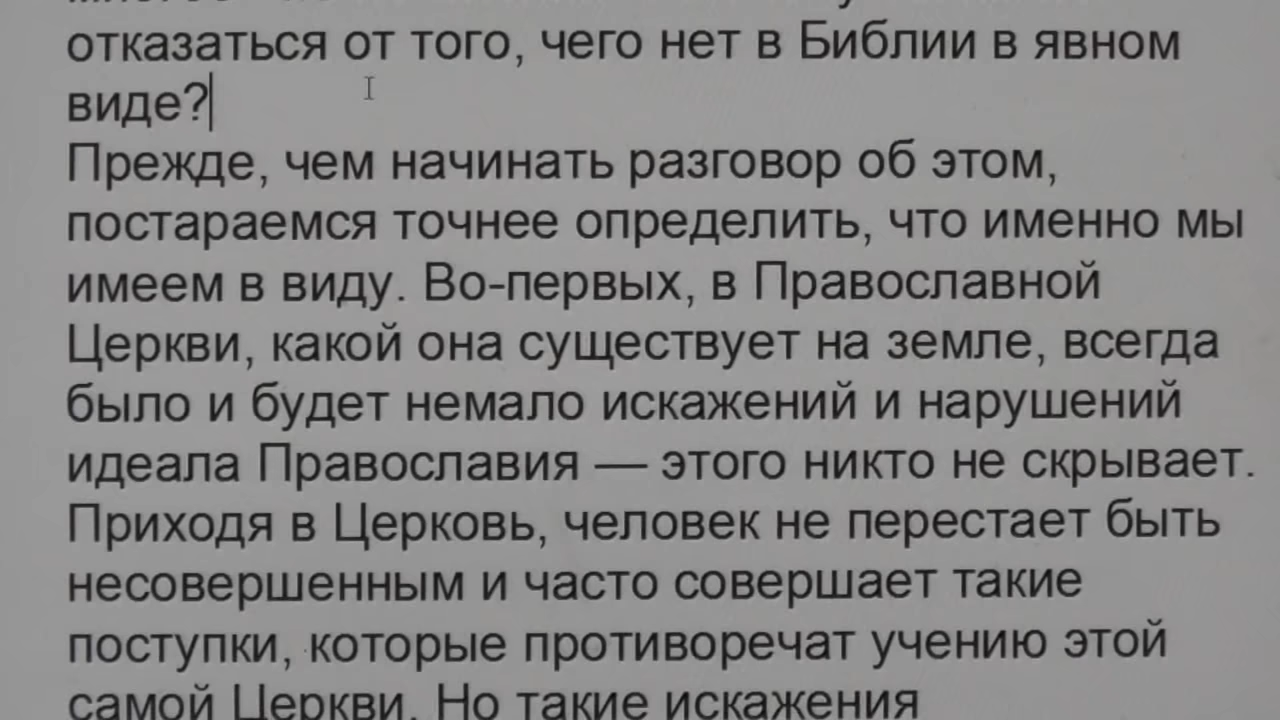 отказаться от того, чего нет в Библии в явном
виде?
Прежде, чем начинать разговор об этом,
постараемся точнее определить, что именно мы
имеем в виду. Во-первых, в Православной
Церкви, какой она существует на земле, всегда
было и будет немало искажений и нарушений
идеала Православия — этого никто не скрывает.
Приходя в Церковь, человек не перестает быть
несовершенным и часто совершает такие
поступки, которые противоречат учению этой
самой Церкви. Но такие искажения